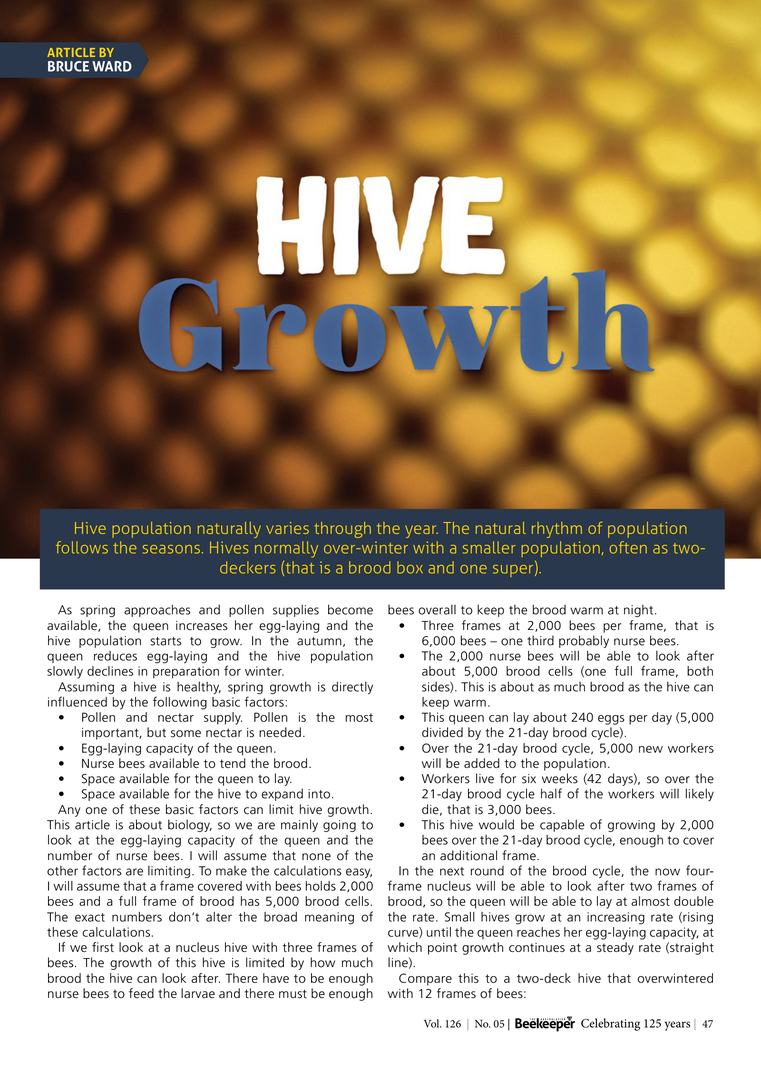 ARTICLE BY
BRUCE WARD
HIVE
Growth
Hive population naturally varies through the year. The natural rhythm of population
follows the seasons. Hives normally over-winter with a smaller population, often as two-
deckers (that is a brood box and one super).
As spring approaches and pollen supplies become
available, the queen increases her egg-laying and the
hive population starts to grow. In the autumn, the
queen reduces egg-laying and the hive population
slowly declines in preparation for winter.
Assuming a hive is healthy, spring growth is directly
influenced by the following basic factors:
• Pollen and nectar supply. Pollen is the most
important, but some nectar is needed.
• Egg-laying capacity of the queen.
• Nurse bees available to tend the brood.
• Space available for the queen to lay.
• Space available for the hive to expand into.
Any one of these basic factors can limit hive growth.
This article is about biology, so we are mainly going to
look at the egg-laying capacity of the queen and the
number of nurse bees. I will assume that none of the
other factors are limiting. To make the calculations easy,
I will assume that a frame covered with bees holds 2,000
bees and a full frame of brood has 5,000 brood cells.
The exact numbers don't alter the broad meaning of
these calculations.
If we first look at a nucleus hive with three frames of
bees. The growth of this hive is limited by how much
brood the hive can look after. There have to be enough
nurse bees to feed the larvae and there must be enough
bees overall to keep the brood warm at night.
• Three frames at 2,000 bees per frame, that is
6,000 bees – one third probably nurse bees.
• The 2,000 nurse bees will be able to look after
about 5,000 brood cells (one full frame, both
sides). This is about as much brood as the hive can
keep warm.
• This queen can lay about 240 eggs per day (5,000
divided by the 21-day brood cycle).
• Over the 21-day brood cycle, 5,000 new workers
will be added to the population.
• Workers live for six weeks (42 days), so over the
21-day brood cycle half of the workers will likely
die, that is 3,000 bees.
• This hive would be capable of growing by 2,000
bees over the 21-day brood cycle, enough to cover
an additional frame.
In the next round of the brood cycle, the now four-
frame nucleus will be able to look after two frames of
brood, so the queen will be able to lay at almost double
the rate. Small hives grow at an increasing rate (rising
curve) until the queen reaches her egg-laying capacity, at
which point growth continues at a steady rate (straight
line).
Compare this to a two-deck hive that overwintered
with 12 frames of bees:
Vol. 126 | No. 05 | Beekeeper Celebrating 125 years | 47